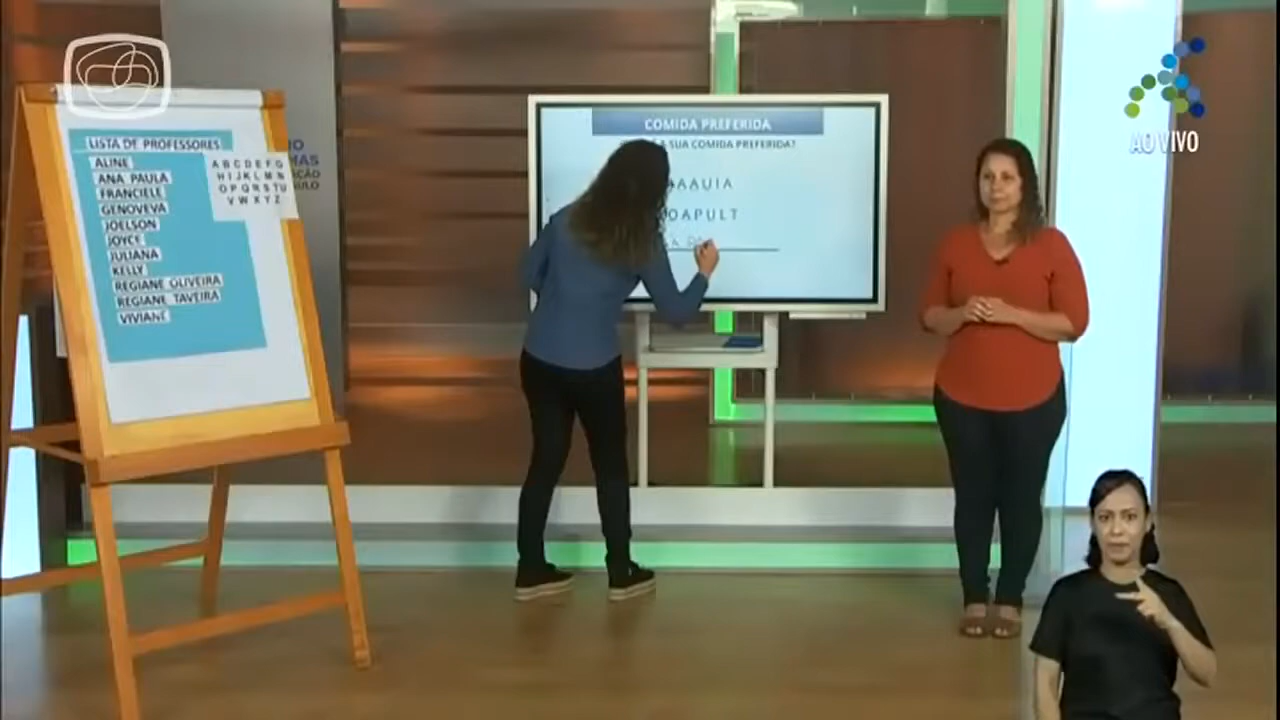 LISTA DE PROFESSORES
ALINE
ANA PAULA
FRANCIELE
GENOVEVA
JOELSON
JOYCE
JULIANA
KELLY
REGIANE OLIVEIRA
REGIANE TAVEIRA
VIVIANE
A B C D E F G
H I J K L M N
O P Q R S T U
V W X Y Z
COMIDA PREFERIDA
A SUA COMIDA PREFERIDA?
AAUIA
OAPULT
AO VIVO